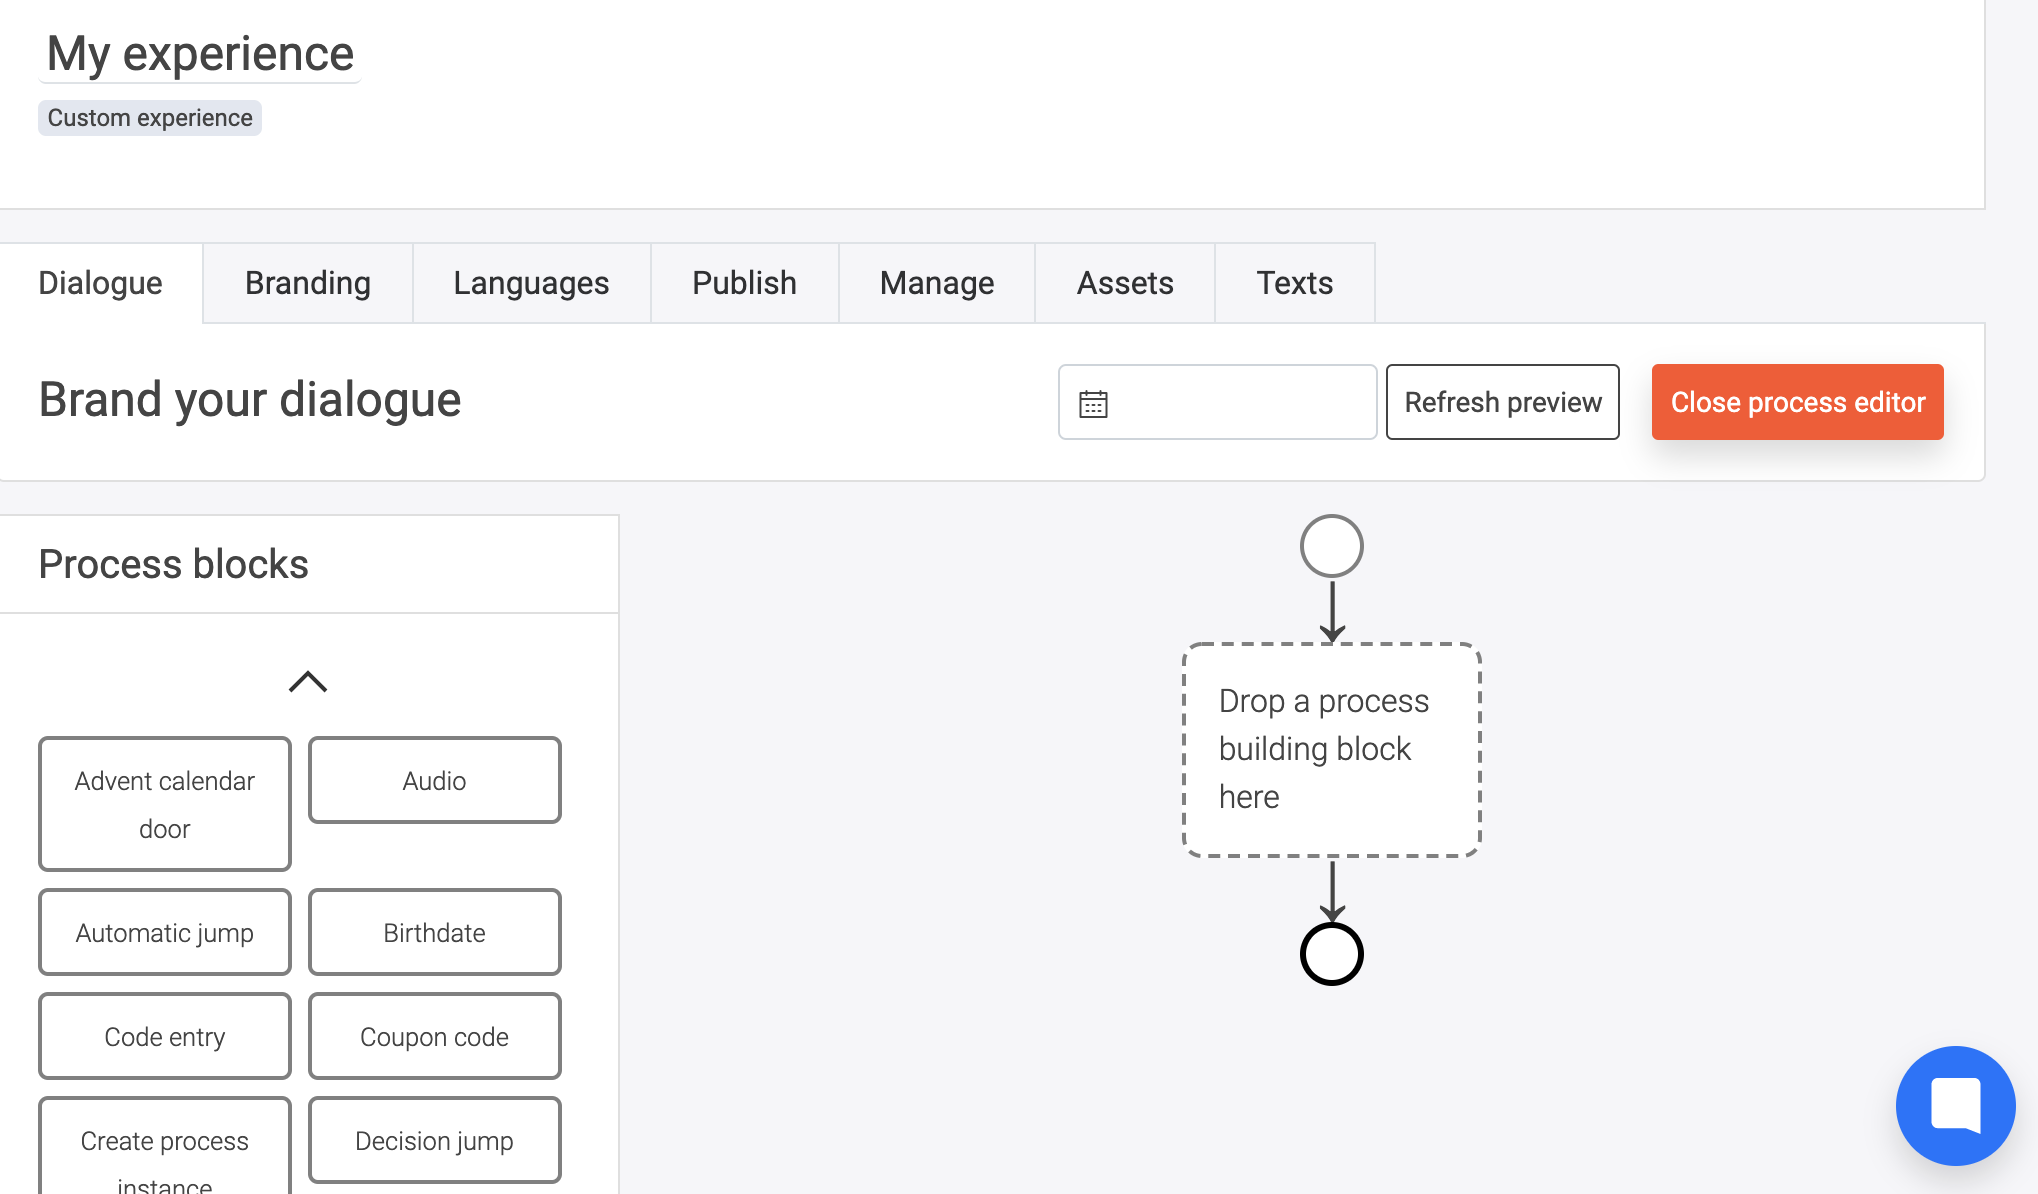 My experience
Custom experience
Dialogue
Branding
Languages
Publish
Manage
Assets
Texts
Brand your dialogue
Refresh preview
Close process editor
Process blocks
Advent calendar
door
Audio
Automatic jump
Birthdate
Code entry
Coupon code
Create process
instance
Decision jump
Drop a process
building block
here